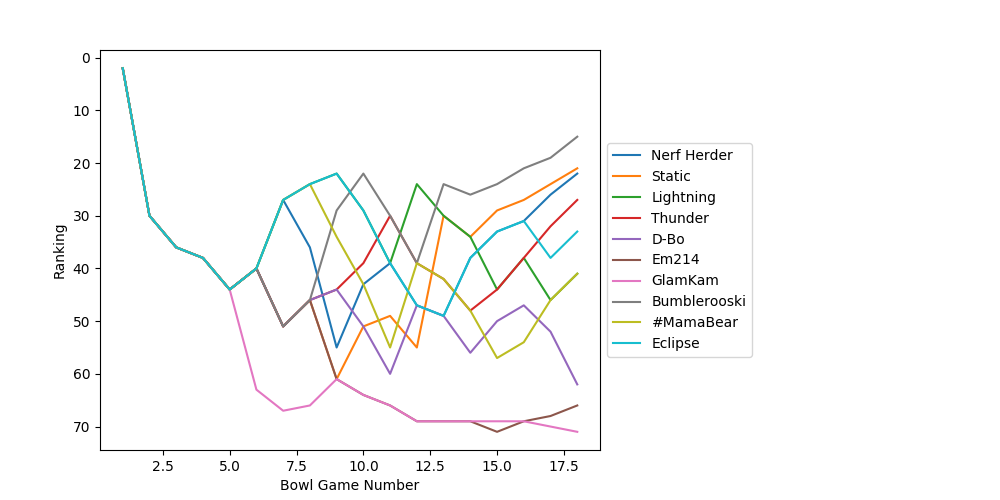 0
10
20
30
40
50
60
70
Ranking
2.5 5.0 7.5 10.0 12.5 15.0 17.5
Bowl Game Number
Nerf Herder
Static
Lightning
Thunder
D-Bo
Em214
GlamKam
Bumblerooski
#MamaBear
Eclipse